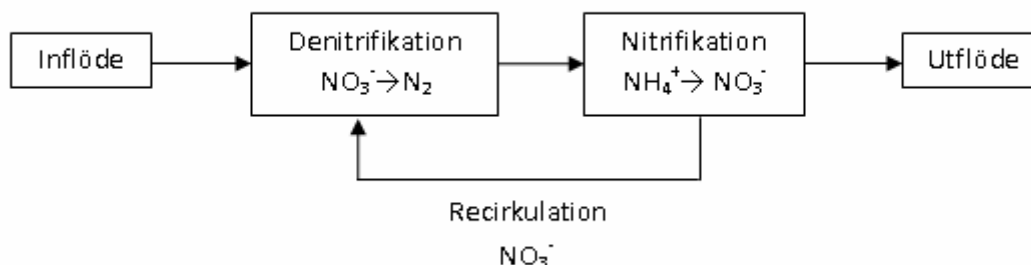 Inflöde
Denitrifikation
NO₃⁻→N₂
Nitrifikation
NH₄⁺→ NO₃⁻
Utflöde
Recirkulation
NO₃⁻